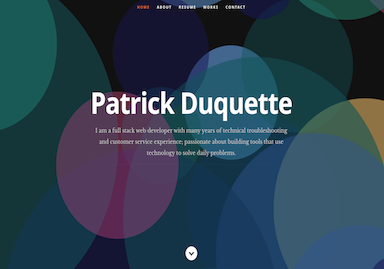 HOME ABOUT RESUME WORKS CONTACT
Patrick Duquette
I am a full stack web developer with many years of technical troubleshooting
and customer service experience; passionate about building tools that use
technology to solve daily problems.